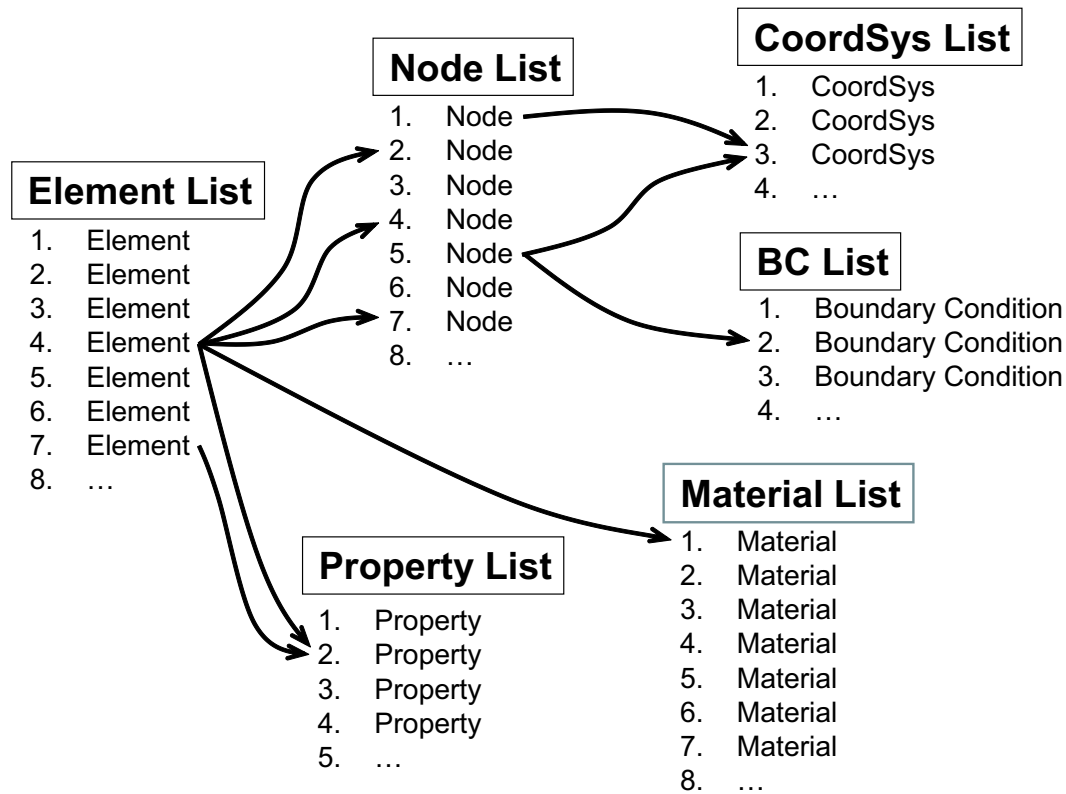 Element List
1. Element
2. Element
3. Element
4. Element
5. Element
6. Element
7. Element
8. …
Node List
1. Node
2. Node
3. Node
4. Node
5. Node
6. Node
7. Node
8. …
CoordSys List
1. CoordSys
2. CoordSys
3. CoordSys
4. …
BC List
1. Boundary Condition
2. Boundary Condition
3. Boundary Condition
4. …
Property List
1. Property
2. Property
3. Property
4. Property
5. …
Material List
1. Material
2. Material
3. Material
4. Material
5. Material
6. Material
7. Material
8. …